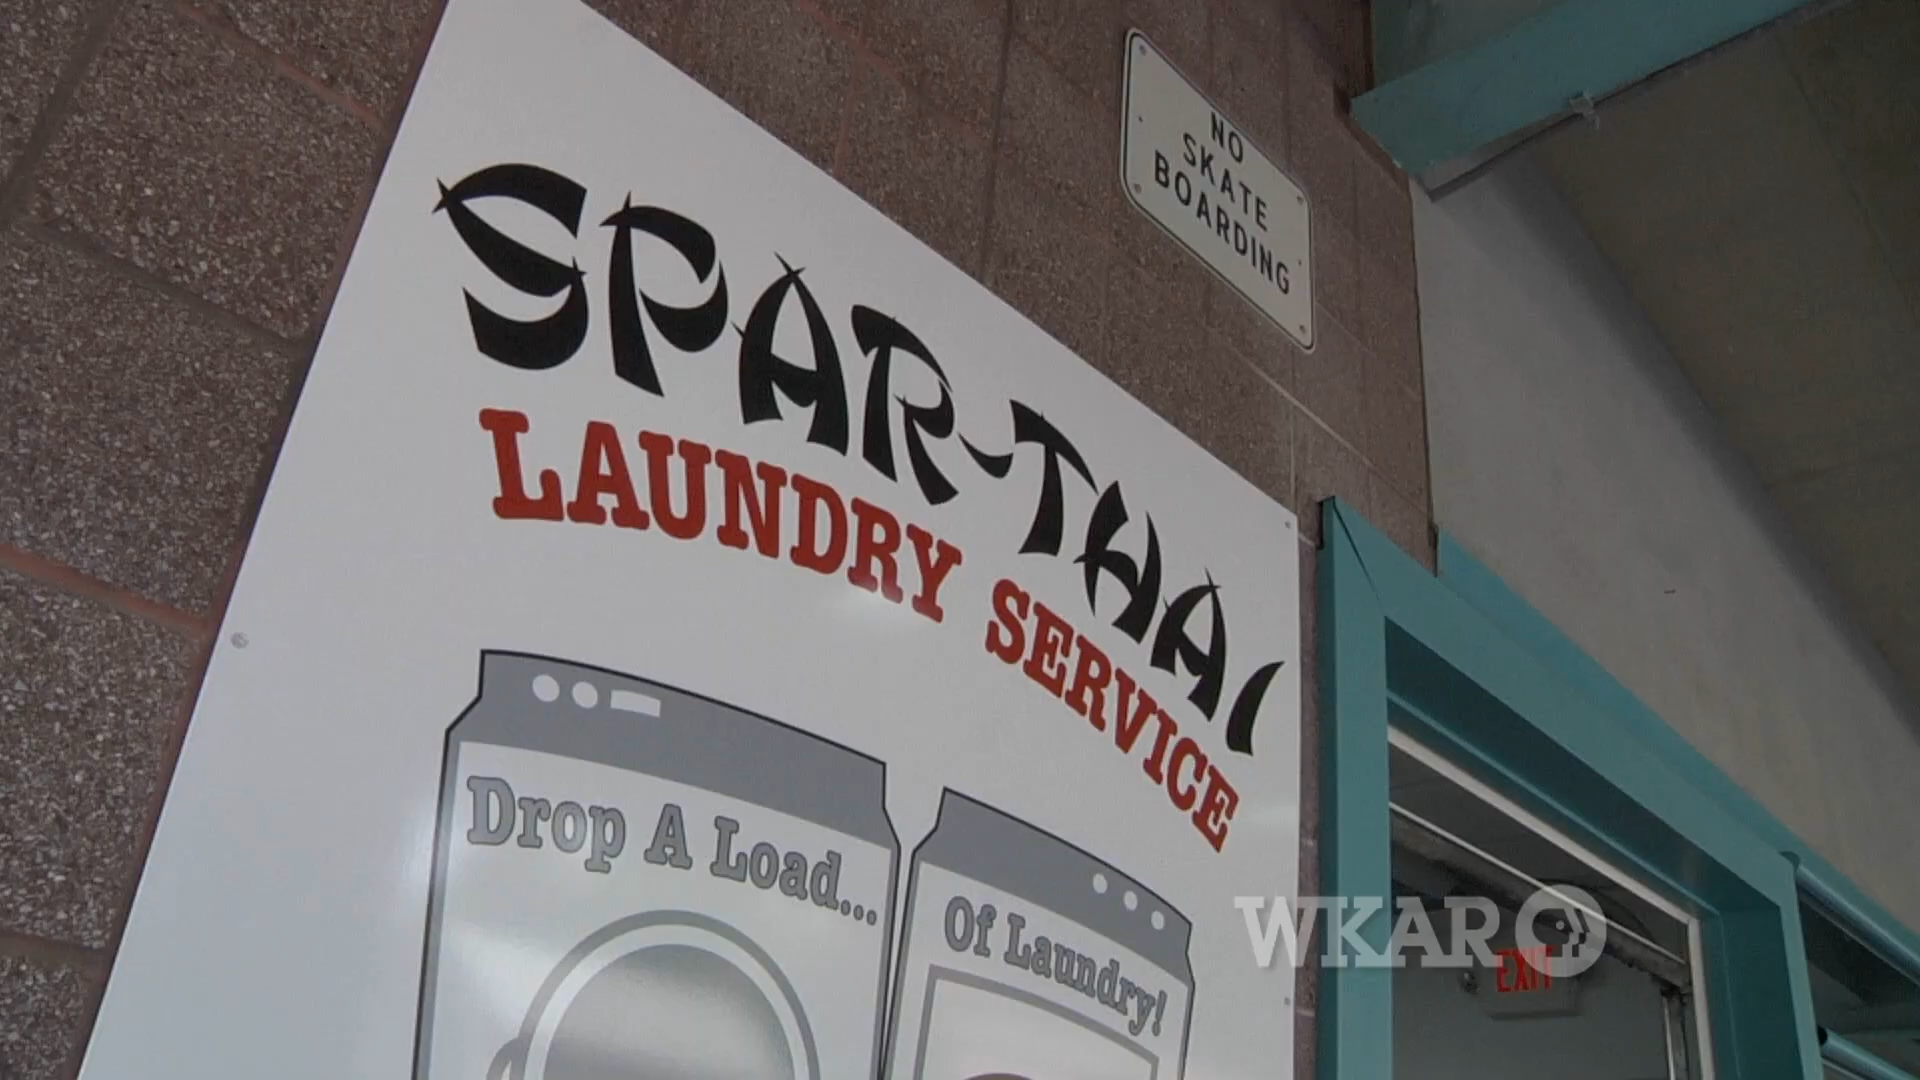 NO
SKATE
BOARDING
SPAR-THAI
LAUNDRY SERVICE
Drop A Load...
Of Laundry!
WKAR
EXIT